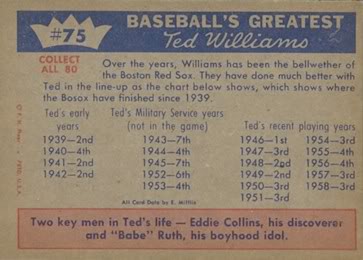 #75
BASEBALL'S GREATEST
Ted Williams
COLLECT
ALL 80
Over the years, Williams has been the bellwether of
the Boston Red Sox. They have done much better with
Ted in the line-up as the chart below shows, which shows
where the Bosox have finished since 1939.
Ted's early
years
1939—2nd
1940—4th
1941—2nd
1942—2nd
Ted's Military Service years
(not in the game)
1943—7th
1944—4th
1945—7th
1952—6th
1953—4th
Ted's recent playing years
1946—1st 1954—3rd
1947—3rd 1955—4th
1948—2nd 1956—4th
1949—2nd 1957—3rd
1950—3rd 1958—3rd
1951—3rd
All Card Data by E. Mifflin
Two key men in Ted's life — Eddie Collins, his discoverer
and "Babe" Ruth, his boyhood idol.